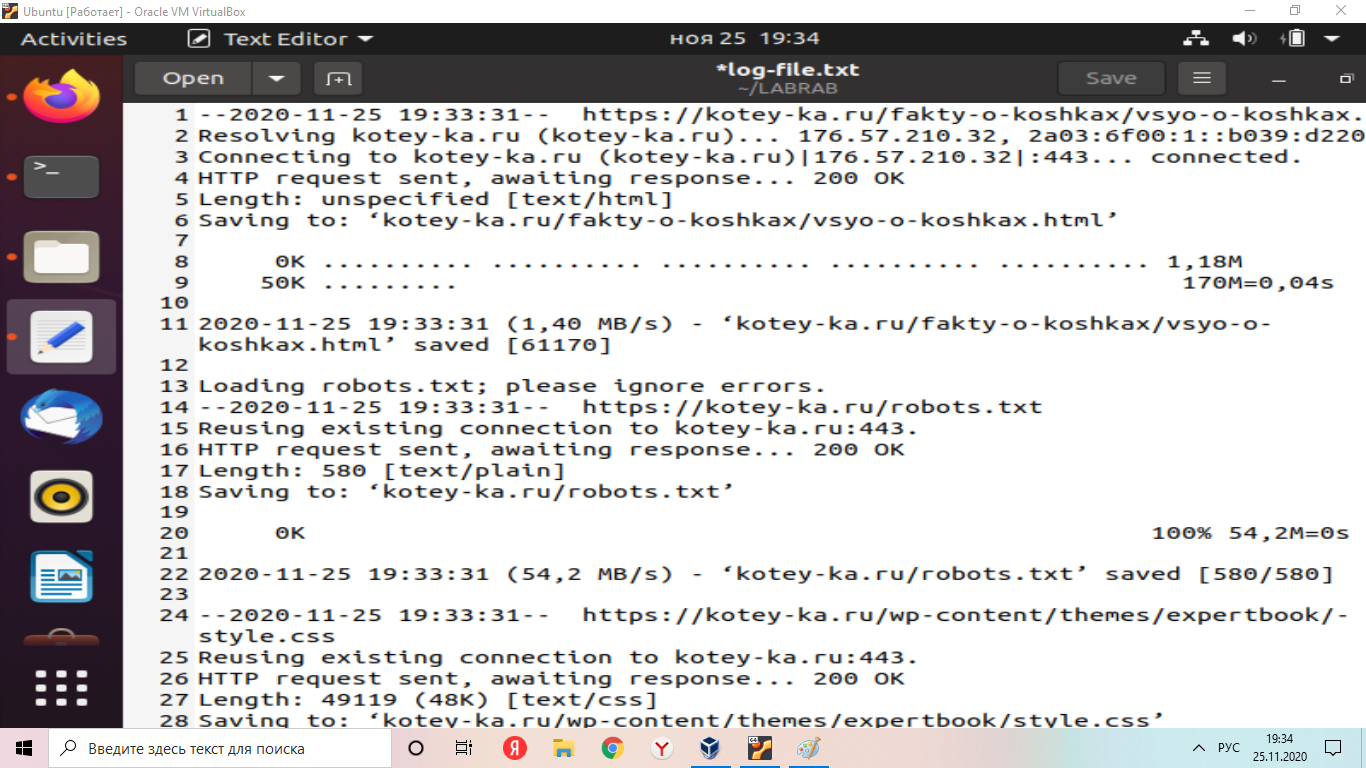 Ubuntu [Работает] - Oracle VM VirtualBox
Activities Text Editor ноя 25 19:34
Open *log-file.txt Save
~/LABRAB
1 --2020-11-25 19:33:31-- https://kotey-ka.ru/fakty-o-koshkax/vsyo-o-koshkax.
2 Resolving kotey-ka.ru (kotey-ka.ru)... 176.57.210.32, 2a03:6f00:1::b039:d220
3 Connecting to kotey-ka.ru (kotey-ka.ru)|176.57.210.32|:443... connected.
4 HTTP request sent, awaiting response... 200 OK
5 Length: unspecified [text/html]
6 Saving to: ‘kotey-ka.ru/fakty-o-koshkax/vsyo-o-koshkax.html’
7
8 0K .......... .......... .......... .......... .......... 1,18M
9 50K ......... 170M=0,04s
10
11 2020-11-25 19:33:31 (1,40 MB/s) - ‘kotey-ka.ru/fakty-o-koshkax/vsyo-o-
koshkax.html’ saved [61170]
12
13 Loading robots.txt; please ignore errors.
14 --2020-11-25 19:33:31-- https://kotey-ka.ru/robots.txt
15 Reusing existing connection to kotey-ka.ru:443.
16 HTTP request sent, awaiting response... 200 OK
17 Length: 580 [text/plain]
18 Saving to: ‘kotey-ka.ru/robots.txt’
19
20 0K 100% 54,2M=0s
21
22 2020-11-25 19:33:31 (54,2 MB/s) - ‘kotey-ka.ru/robots.txt’ saved [580/580]
23
24 --2020-11-25 19:33:31-- https://kotey-ka.ru/wp-content/themes/expertbook/-
style.css
25 Reusing existing connection to kotey-ka.ru:443.
26 HTTP request sent, awaiting response... 200 OK
27 Length: 49119 (48K) [text/css]
28 Saving to: ‘kotey-ka.ru/wp-content/themes/expertbook/style.css’
Введите здесь текст для поиска
РУС
19:34
25.11.2020